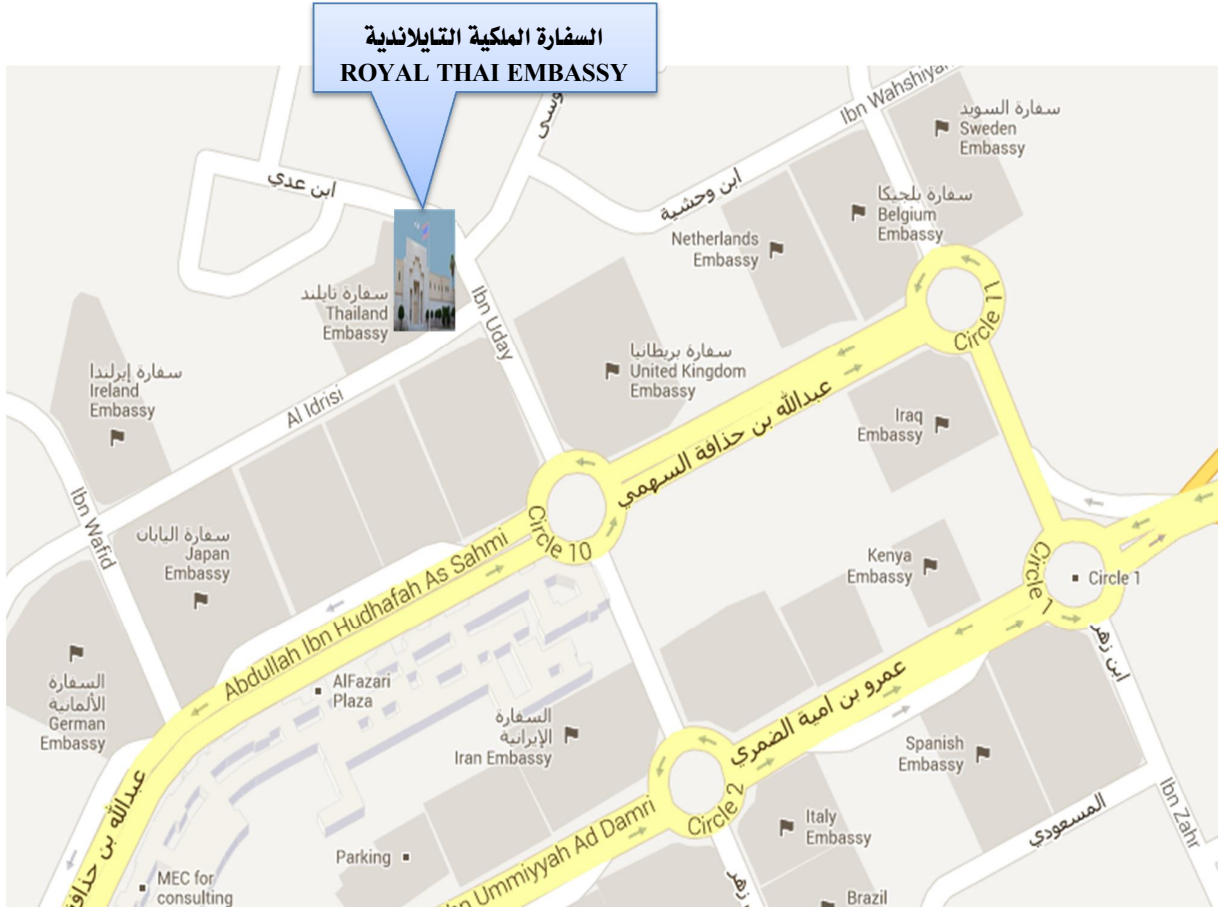 السفارة الملكية التايلاندية
ROYAL THAI EMBASSY
Ibn Wahshiyah
سفارة السويد
Sweden
Embassy
ابن عدي
ابن وحشية
سفارة بلجيكا
Belgium
Embassy
Netherlands
Embassy
سفارة تايلند
Thailand
Embassy
Ibn Uday
Circle 11
سفارة بريطانيا
United Kingdom
Embassy
سفارة إيرلندا
Ireland
Embassy
Al Idrisi
عبدالله بن حذافة السهمي
Iraq
Embassy
Ibn Wafid
سفارة اليابان
Japan
Embassy
Circle 10
Abdullah Ibn Hudhafah As Sahmi
Kenya
Embassy
Circle 1
Circle 1
ابن زهر
السفارة
الألمانية
German
Embassy
AlFazari
Plaza
السفارة
الإيرانية
Iran Embassy
عمرو بن امية الضمري
Spanish
Embassy
Circle 2
Ibn Zahr
المسعودي
Italy
Embassy
عبدالله بن حذافة
Parking
Ibn Ummiyyah Ad Damri
MEC for
consulting
Brazil